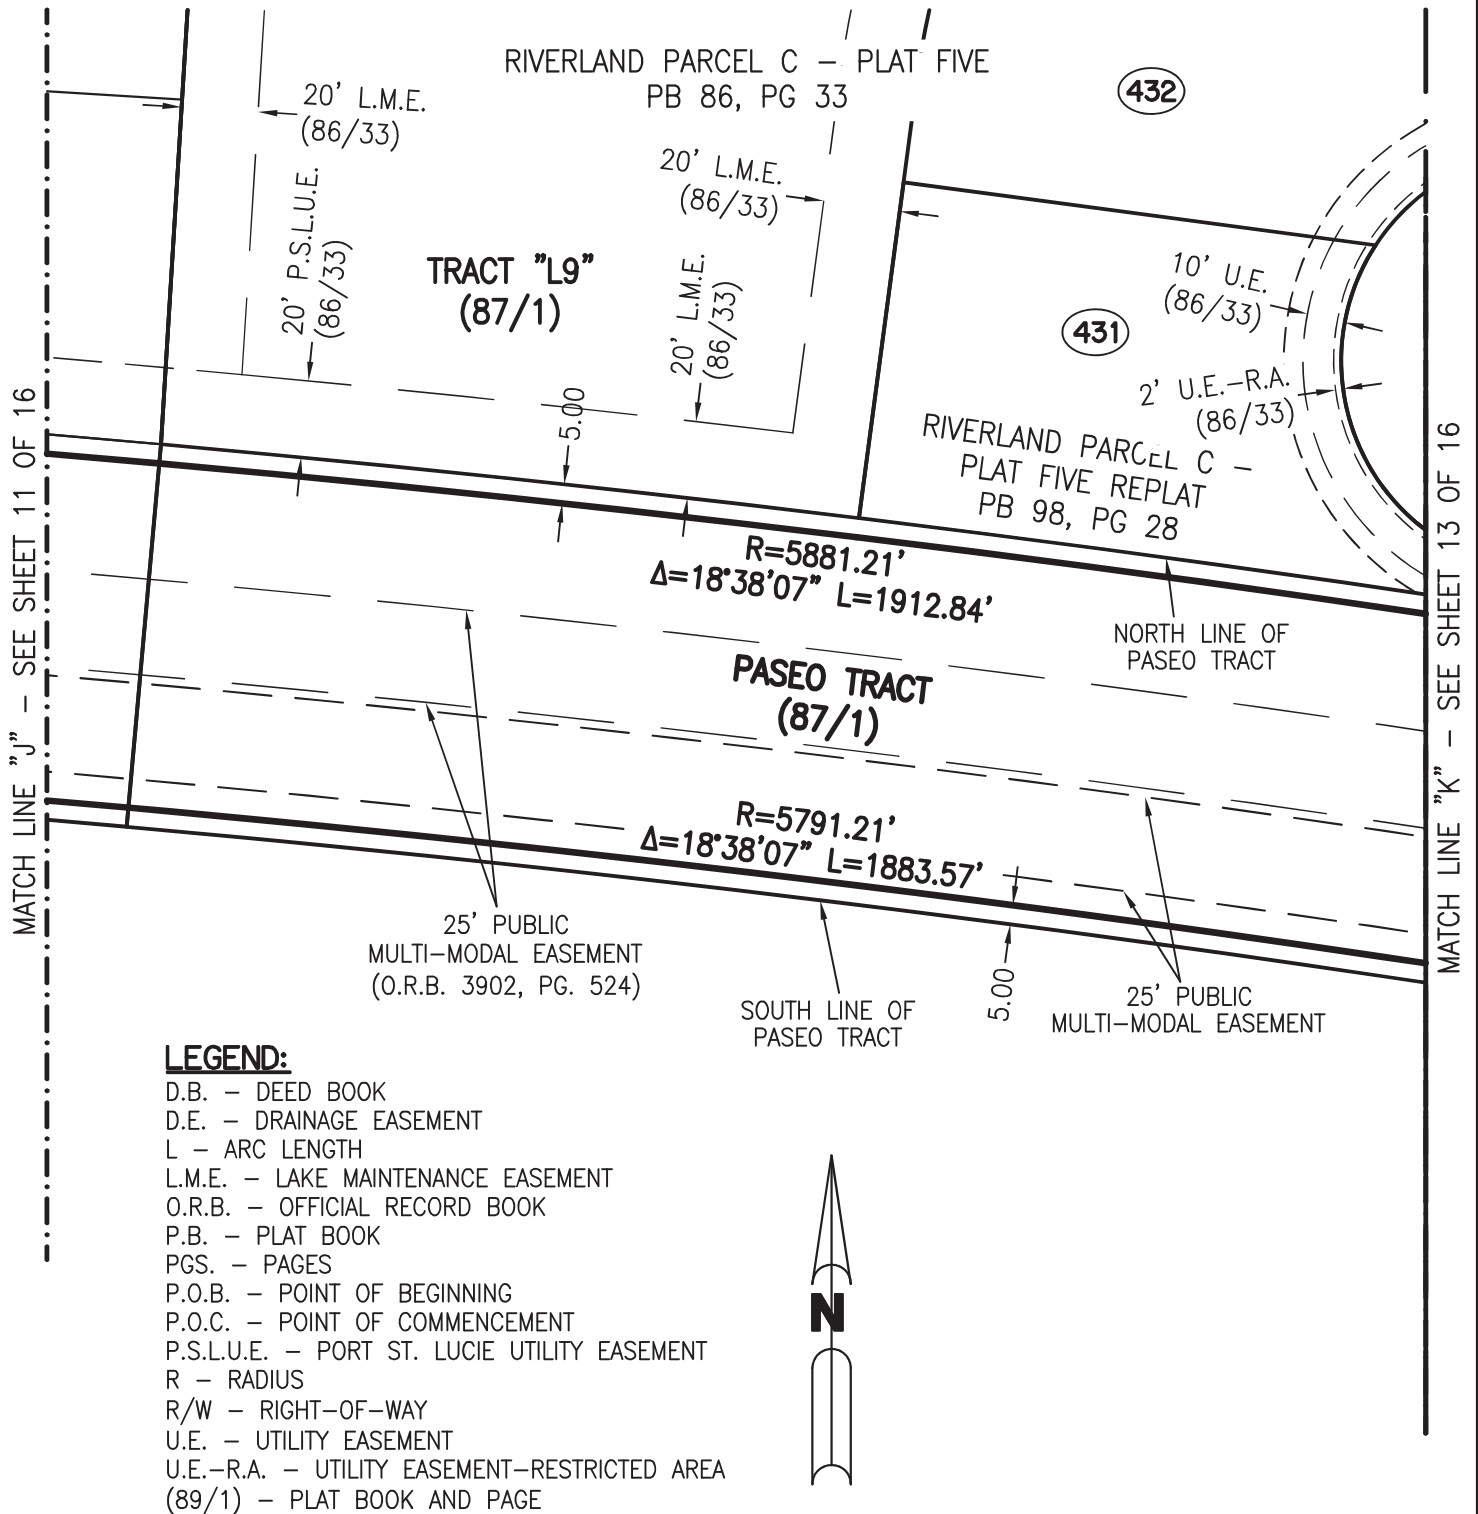 RIVERLAND PARCEL C - PLAT FIVE
PB 86, PG 33
432
20' L.M.E.
(86/33)
20' L.M.E.
(86/33)
20' P.S.L.U.E.
(86/33)
TRACT "L9"
(87/1)
20' L.M.E.
(86/33)
10' U.E.
(86/33)
431
2' U.E.-R.A.
(86/33)
5.00
RIVERLAND PARCEL C -
PLAT FIVE REPLAT
PB 98, PG 28
MATCH LINE "J" - SEE SHEET 11 OF 16
MATCH LINE "K" - SEE SHEET 13 OF 16
R=5881.21'
Δ=18°38'07" L=1912.84'
NORTH LINE OF
PASEO TRACT
PASEO TRACT
(87/1)
R=5791.21'
Δ=18°38'07" L=1883.57'
25' PUBLIC
MULTI-MODAL EASEMENT
(O.R.B. 3902, PG. 524)
SOUTH LINE OF
PASEO TRACT
5.00
25' PUBLIC
MULTI-MODAL EASEMENT
LEGEND:
D.B. - DEED BOOK
D.E. - DRAINAGE EASEMENT
L - ARC LENGTH
L.M.E. - LAKE MAINTENANCE EASEMENT
O.R.B. - OFFICIAL RECORD BOOK
P.B. - PLAT BOOK
PGS. - PAGES
P.O.B. - POINT OF BEGINNING
P.O.C. - POINT OF COMMENCEMENT
P.S.L.U.E. - PORT ST. LUCIE UTILITY EASEMENT
R - RADIUS
R/W - RIGHT-OF-WAY
U.E. - UTILITY EASEMENT
U.E.-R.A. - UTILITY EASEMENT-RESTRICTED AREA
(89/1) - PLAT BOOK AND PAGE
N